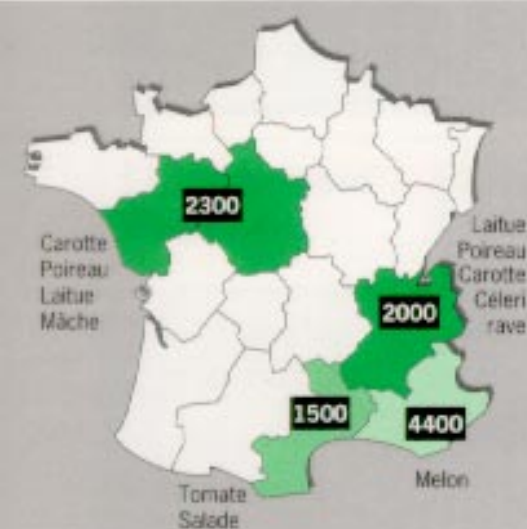 2300
Carotte
Poireau
Laitue
Mâche
Laitue
Poireau
Carotte
Céleri
rave
2000
1500
4400
Melon
Tomate
Salade